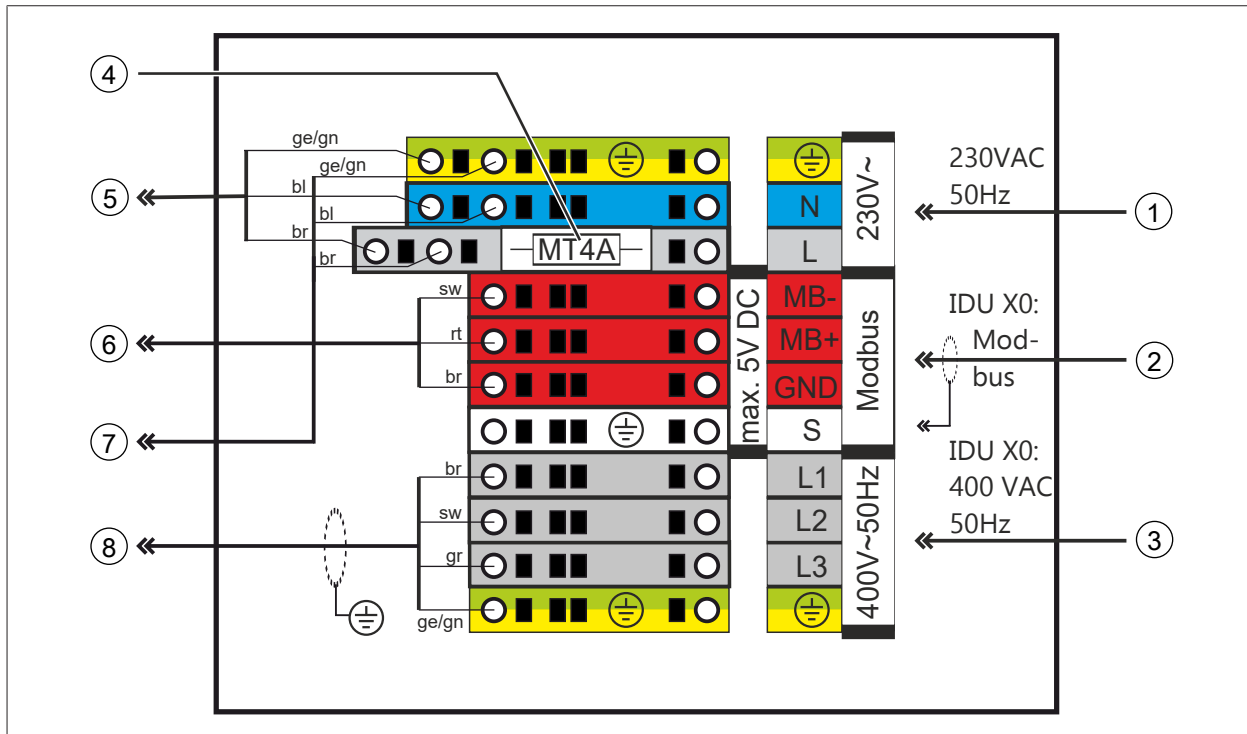 4
ge/gn
ge/gn
5
bl
bl
br
br
MT4A
sw
6
rt
br
7
br
sw
8
gr
ge/gn
max. 5V DC
N
L
MB-
MB+
GND
S
L1
L2
L3
230V~
Modbus
400V~50Hz
230VAC
50Hz
1
IDU X0:
Mod-
bus
2
IDU X0:
400 VAC
50Hz
3